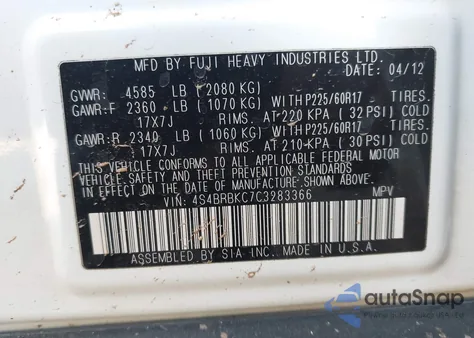 MFD BY FUJI HEAVY INDUSTRIES LTD.
DATE: 04/12
GVWR: 4585 LB (2080 KG)
GAWR:F 2360 LB (1070 KG) WITH P225/60R17 TIRES.
17X7J RIMS. AT 220 KPA (32 PSI) COLD
GAWR:R 2340 LB (1060 KG) WITH P225/60R17 TIRES.
17X7J RIMS. AT 210 KPA (30 PSI) COLD
THIS VEHICLE CONFORMS TO ALL APPLICABLE FEDERAL MOTOR
VEHICLE SAFETY AND THEFT PREVENTION STANDARDS
IN EFFECT ON THE DATE OF MANUFACTURE SHOWN ABOVE.
VIN: 4S4BRBKC7C3283366 MPV
ASSEMBLED BY SIA INC. MADE IN U.S.A.
autoSnap